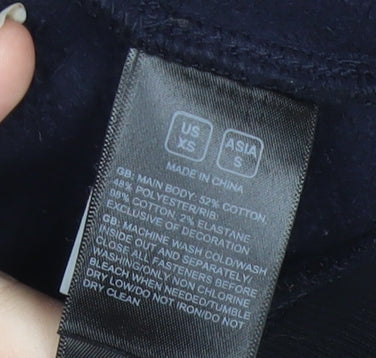 US XS
ASIA S
MADE IN CHINA
GB: MAIN BODY: 52% COTTON
48% POLYESTER/RIB:
98% COTTON, 2% ELASTANE
EXCLUSIVE OF DECORATION
GB: MACHINE WASH COLD/WASH
INSIDE OUT AND SEPARATELY
CLOSE ALL FASTENERS BEFORE
WASHING/ONLY NON CHLORINE
BLEACH WHEN NEEDED/TUMBLE
DRY LOW/DO NOT IRON/DO NOT
DRY CLEAN